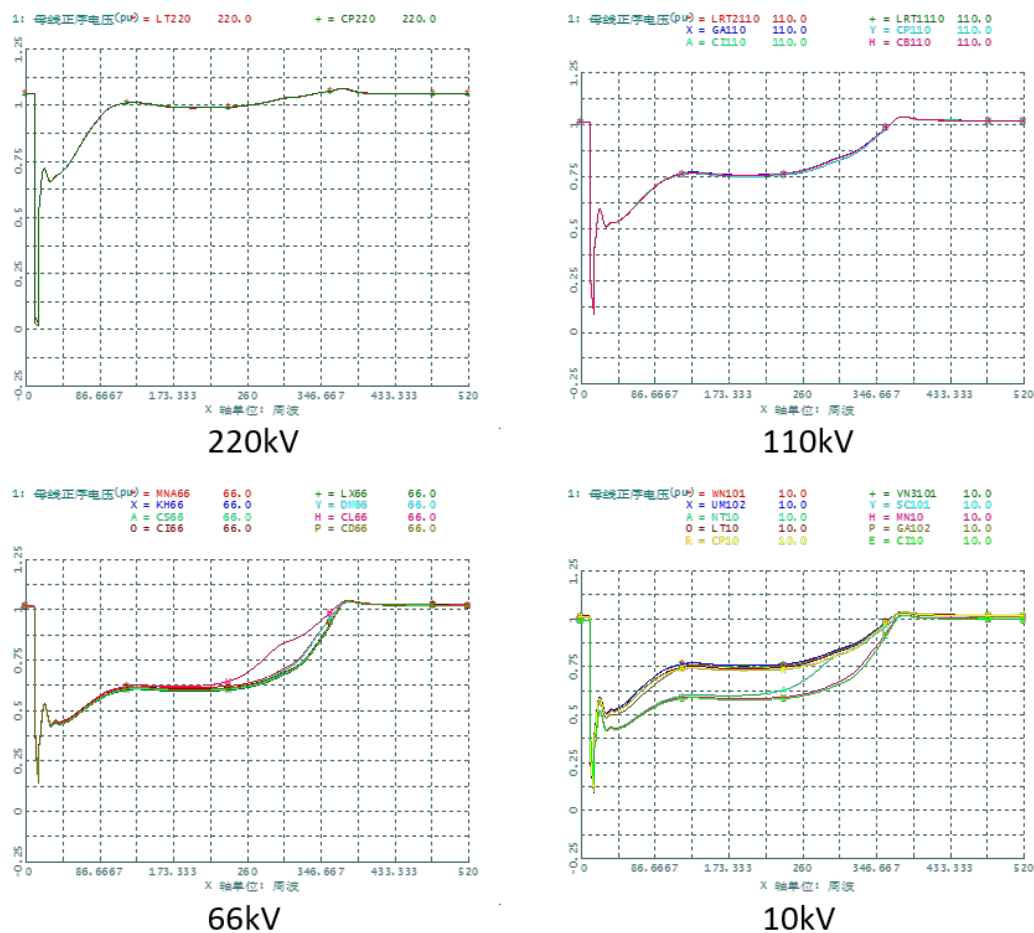 1: 母线正序电压(pu)
* = LT220 220.0
+ = CP220 220.0
1.25
1
0.75
0.5
0.25
0
-0.25
86.6667 173.333 260 346.667 433.333 520
X 轴单位: 周波
220kV
1: 母线正序电压(pu)
* = LRT2110 110.0
+ = LRT1110 110.0
X = GA110 110.0
Y = CP110 110.0
A = CI110 110.0
H = CB110 110.0
1.25
1
0.75
0.5
0.25
0
-0.25
86.6667 173.333 260 346.667 433.333 520
X 轴单位: 周波
110kV
1: 母线正序电压(pu)
* = MNA66 66.0
+ = LX66 66.0
X = KH66 66.0
Y = DM66 66.0
A = CS66 66.0
H = CL66 66.0
O = CI66 66.0
P = CD66 66.0
1.25
1
0.75
0.5
0.25
0
-0.25
86.6667 173.333 260 346.667 433.333 520
X 轴单位: 周波
66kV
1: 母线正序电压(pu)
* = WN101 10.0
+ = VN3101 10.0
X = UM102 10.0
Y = SC101 10.0
A = NT10 10.0
H = MN10 10.0
O = LT10 10.0
P = GA102 10.0
R = CP10 10.0
E = CI10 10.0
1.25
1
0.75
0.5
0.25
0
-0.25
86.6667 173.333 260 346.667 433.333 520
X 轴单位: 周波
10kV